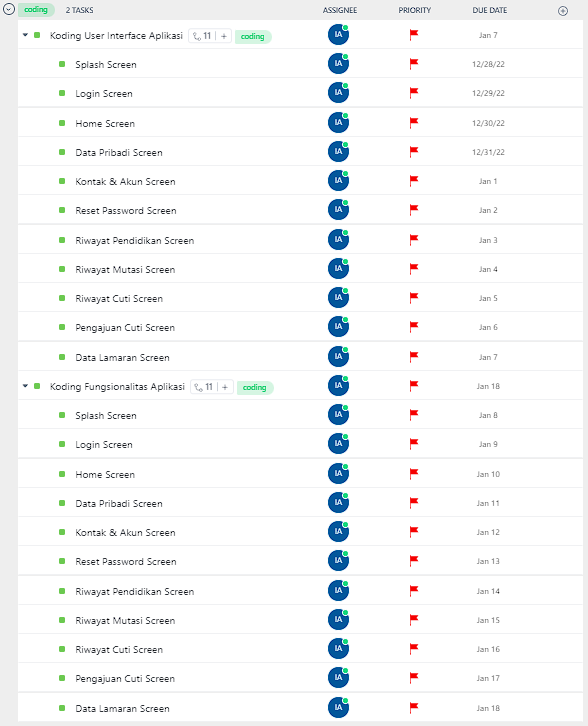 coding 2 TASKS ASSIGNEE PRIORITY DUE DATE
Koding User Interface Aplikasi 11 + coding IA Jan 7
Splash Screen IA 12/28/22
Login Screen IA 12/29/22
Home Screen IA 12/30/22
Data Pribadi Screen IA 12/31/22
Kontak & Akun Screen IA Jan 1
Reset Password Screen IA Jan 2
Riwayat Pendidikan Screen IA Jan 3
Riwayat Mutasi Screen IA Jan 4
Riwayat Cuti Screen IA Jan 5
Pengajuan Cuti Screen IA Jan 6
Data Lamaran Screen IA Jan 7
Koding Fungsionalitas Aplikasi 11 + coding IA Jan 18
Splash Screen IA Jan 8
Login Screen IA Jan 9
Home Screen IA Jan 10
Data Pribadi Screen IA Jan 11
Kontak & Akun Screen IA Jan 12
Reset Password Screen IA Jan 13
Riwayat Pendidikan Screen IA Jan 14
Riwayat Mutasi Screen IA Jan 15
Riwayat Cuti Screen IA Jan 16
Pengajuan Cuti Screen IA Jan 17
Data Lamaran Screen IA Jan 18